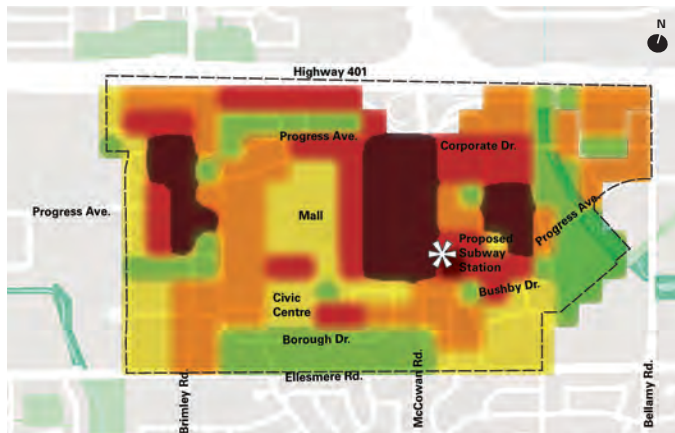 N
Highway 401
Progress Ave.
Corporate Dr.
Progress Ave.
Mall
Progress Ave.
Proposed
Subway
Station
Bushby Dr.
Civic
Centre
Borough Dr.
Ellesmere Rd.
Brimley Rd.
McCowan Rd.
Bellamy Rd.